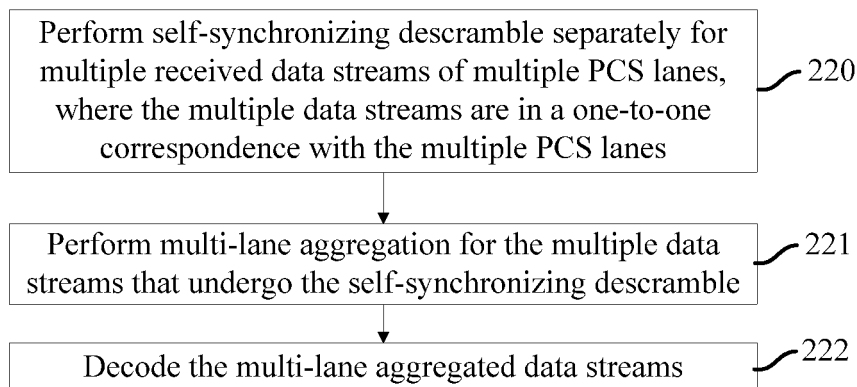 Perform self-synchronizing descramble separately for
multiple received data streams of multiple PCS lanes,
where the multiple data streams are in a one-to-one
correspondence with the multiple PCS lanes
220
Perform multi-lane aggregation for the multiple data
streams that undergo the self-synchronizing descramble
221
Decode the multi-lane aggregated data streams
222